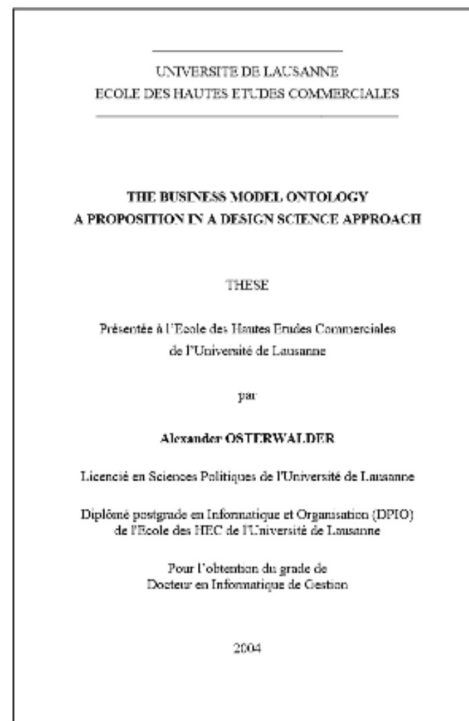 UNIVERSITE DE LAUSANNE
ECOLE DES HAUTES ETUDES COMMERCIALES
THE BUSINESS MODEL ONTOLOGY
A PROPOSITION IN A DESIGN SCIENCE APPROACH
THESE
Présentée à l'Ecole des Hautes Etudes Commerciales
de l'Université de Lausanne
par
Alexander OSTERWALDER
Licencié en Sciences Politiques de l'Université de Lausanne
Diplômé postgrade en Informatique et Organisation (DPIO)
de l'Ecole des HEC de l'Université de Lausanne
Pour l'obtention du grade de
Docteur en Informatique de Gestion
2004